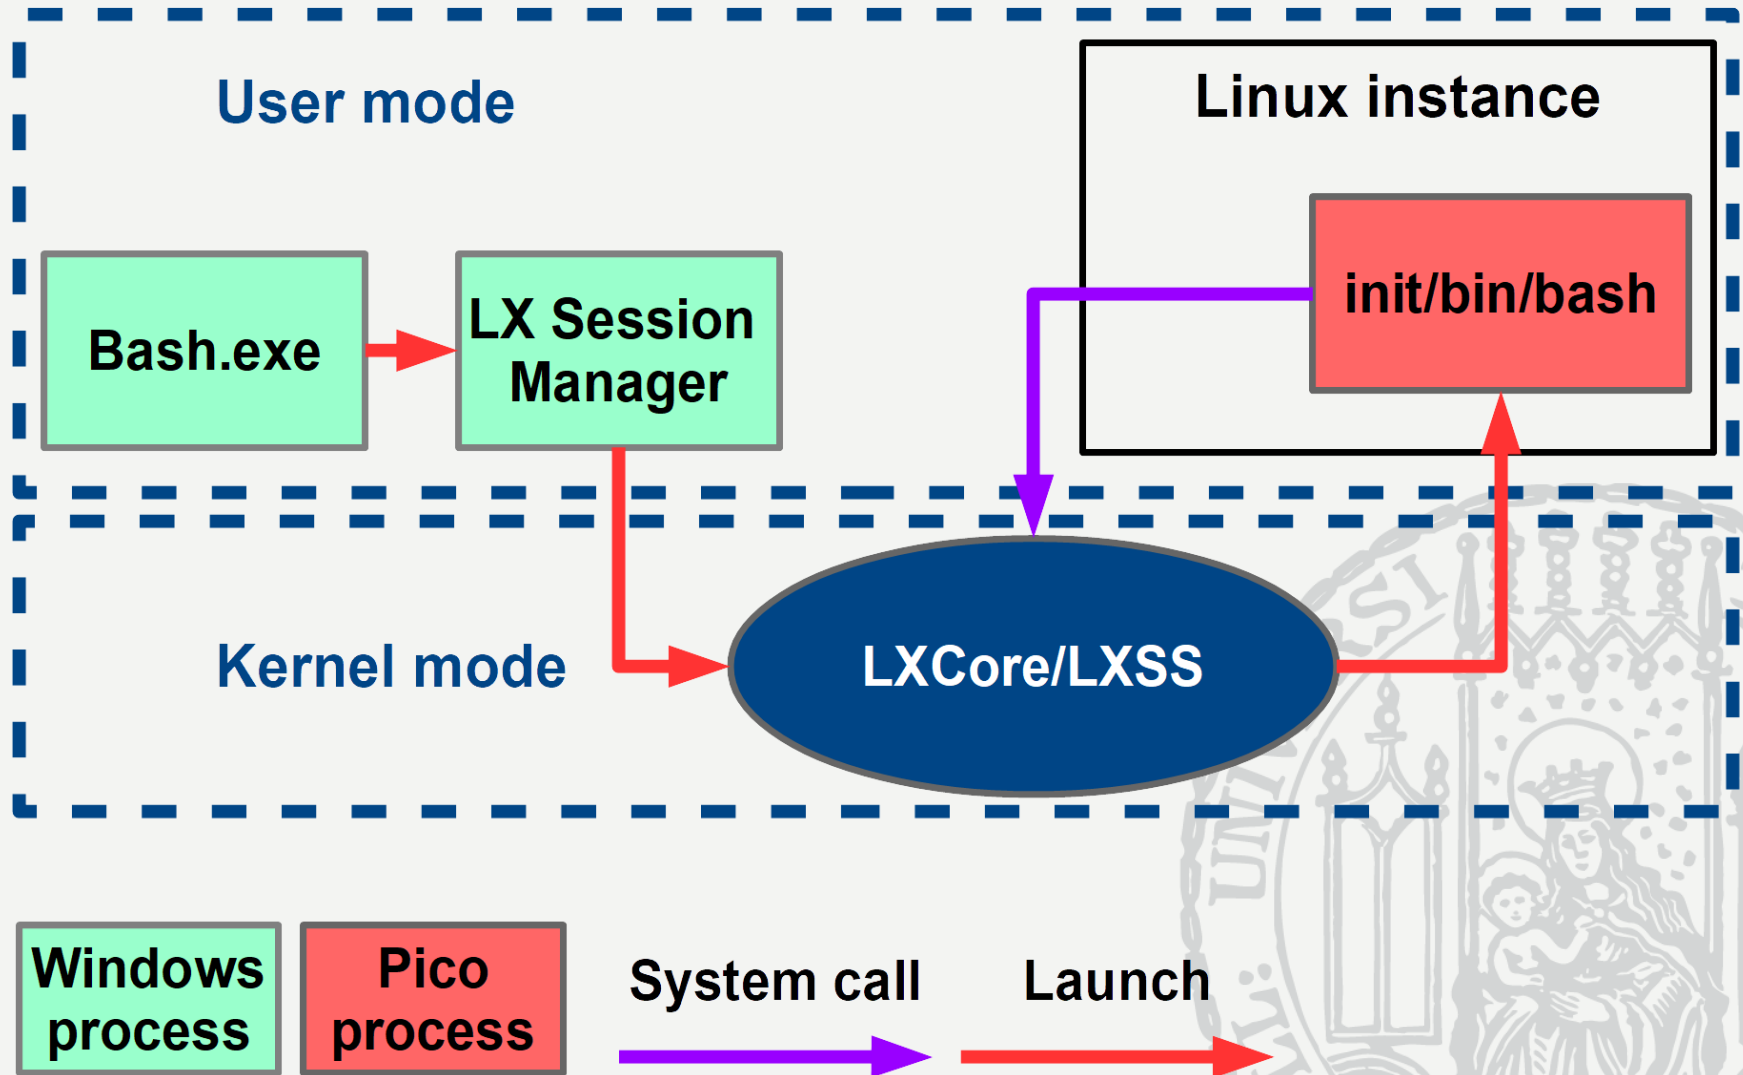 User mode
Linux instance
init/bin/bash
Bash.exe
LX Session
Manager
Kernel mode
LXCore/LXSS
Windows
process
Pico
process
System call
Launch